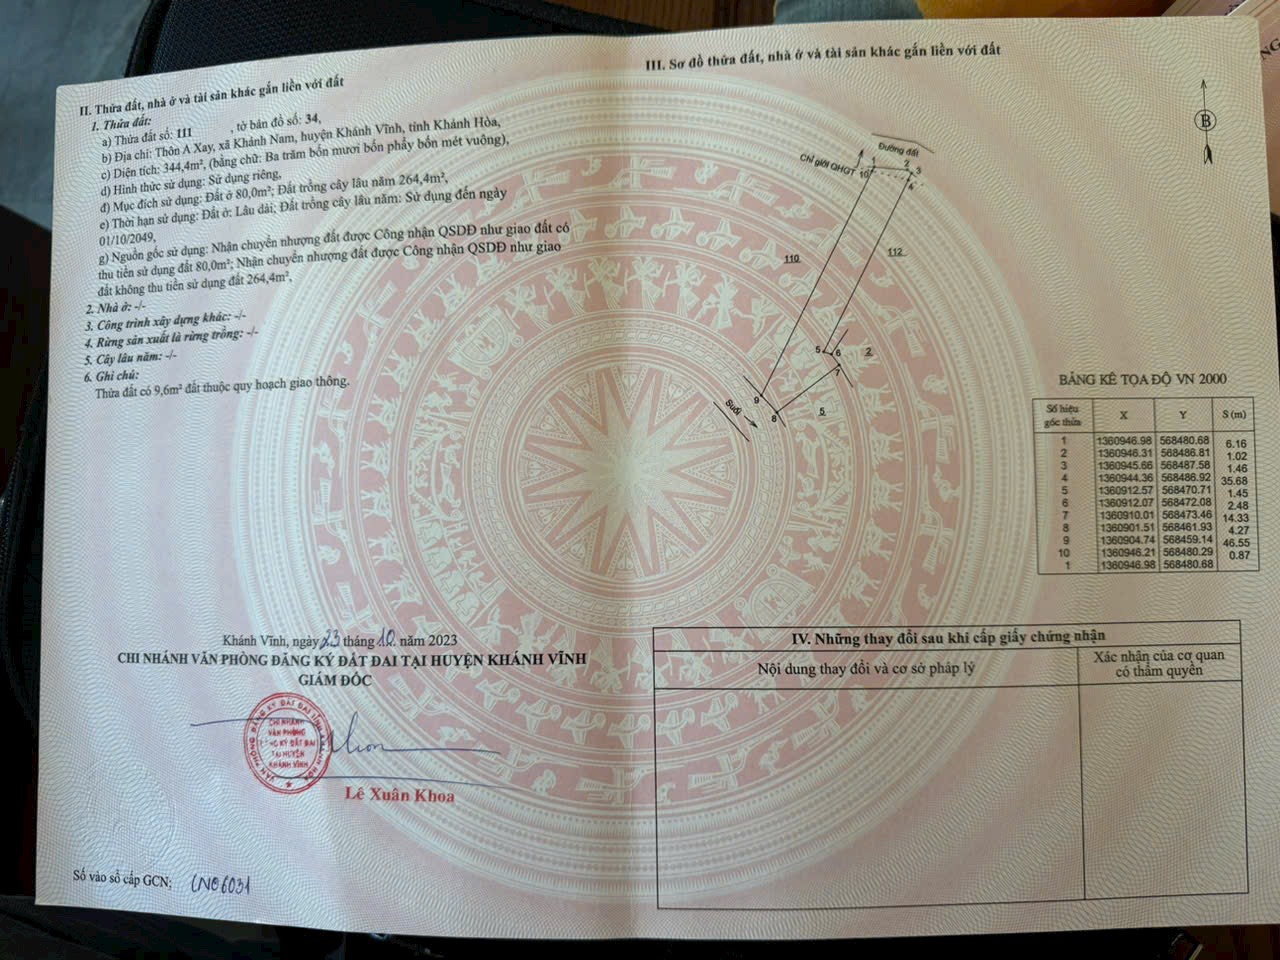 II. Thửa đất, nhà ở và tài sản khác gắn liền với đất
1. Thửa đất:
a) Thửa đất số: 111 , tờ bản đồ số: 34,
b) Địa chỉ: Thôn A Xay, xã Khánh Nam, huyện Khánh Vĩnh, tỉnh Khánh Hòa,
c) Diện tích: 344,4m², (bằng chữ: Ba trăm bốn mươi bốn phẩy bốn mét vuông),
d) Hình thức sử dụng: Sử dụng riêng,
đ) Mục đích sử dụng: Đất ở 80,0m²; Đất trồng cây lâu năm 264,4m²,
e) Thời hạn sử dụng: Đất ở: Lâu dài; Đất trồng cây lâu năm: Sử dụng đến ngày
01/10/2049,
g) Nguồn gốc sử dụng: Nhận chuyển nhượng đất được Công nhận QSDĐ như giao đất có
thu tiền sử dụng đất 80,0m²; Nhận chuyển nhượng đất được Công nhận QSDĐ như giao
đất không thu tiền sử dụng đất 264,4m²,
2. Nhà ở: -/-
3. Công trình xây dựng khác: -/-
4. Rừng sản xuất là rừng trồng: -/-
5. Cây lâu năm: -/-
6. Ghi chú:
Thửa đất có 9,6m² đất thuộc quy hoạch giao thông.
Khánh Vĩnh, ngày 23 tháng 10 năm 2023
CHI NHÁNH VĂN PHÒNG ĐĂNG KÝ ĐẤT ĐAI TẠI HUYỆN KHÁNH VĨNH
GIÁM ĐỐC
CHI NHÁNH
VĂN PHÒNG
ĐĂNG KÝ ĐẤT ĐAI
TẠI HUYỆN
KHÁNH VĨNH
Lê Xuân Khoa
Số vào sổ cấp GCN; CN06031
III. Sơ đồ thửa đất, nhà ở và tài sản khác gắn liền với đất
B
Đường đất
Chỉ giới QHGT
1
2
3
4
10
110
112
5
6
2
7
9
8
5
Suối
BẢNG KÊ TỌA ĐỘ VN 2000
Số hiệu góc thửa X Y S (m)
1 1360946.98 568480.68
6.16
2 1360946.31 568486.81
1.02
3 1360945.66 568487.58
1.46
4 1360944.36 568486.92
35.68
5 1360912.57 568470.71
1.45
6 1360912.07 568472.08
2.48
7 1360910.01 568473.46
14.33
8 1360901.51 568461.93
4.27
9 1360904.74 568459.14
46.55
10 1360946.21 568480.29
0.87
1 1360946.98 568480.68
IV. Những thay đổi sau khi cấp giấy chứng nhận
Nội dung thay đổi và cơ sở pháp lý
Xác nhận của cơ quan
có thẩm quyền